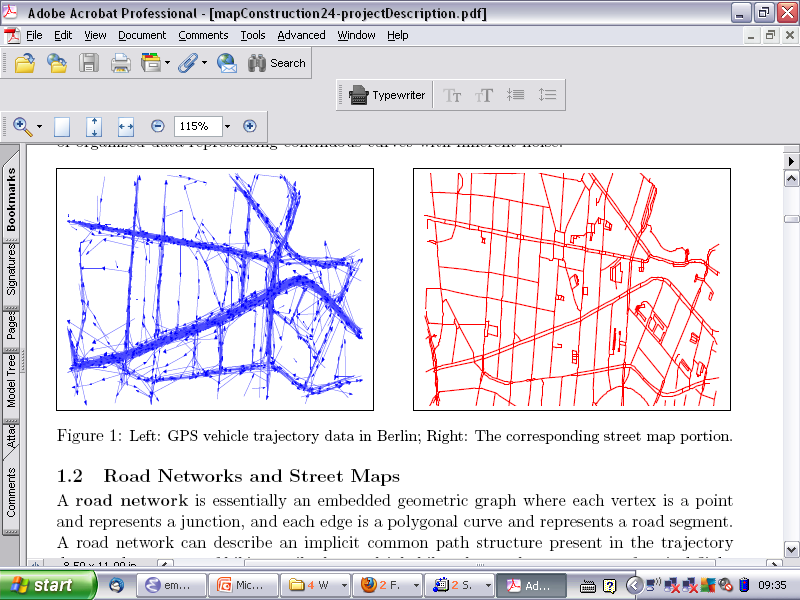 Adobe Acrobat Professional - [mapConstruction24-projectDescription.pdf]
File Edit View Document Comments Tools Advanced Window Help
Search
Typewriter
115%
of organized data representing continuous curves with inherent noise.
Bookmarks
Signatures
Pages
Model Tree
Attac
Comments
Figure 1: Left: GPS vehicle trajectory data in Berlin; Right: The corresponding street map portion.
1.2 Road Networks and Street Maps
A road network is essentially an embedded geometric graph where each vertex is a point
and represents a junction, and each edge is a polygonal curve and represents a road segment.
A road network can describe an implicit common path structure present in the trajectory
8.50 x 11.00 in
start
em...
Mic...
4 W
2 F.
2 S.
Ad...
09:35